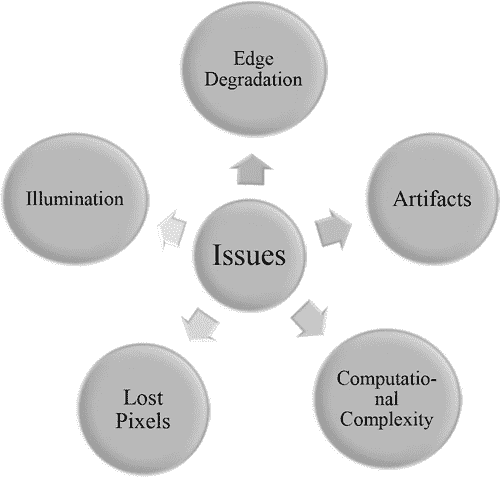 Edge
Degradation
Illumination
Artifacts
Issues
Lost
Pixels
Computatio-
nal
Complexity